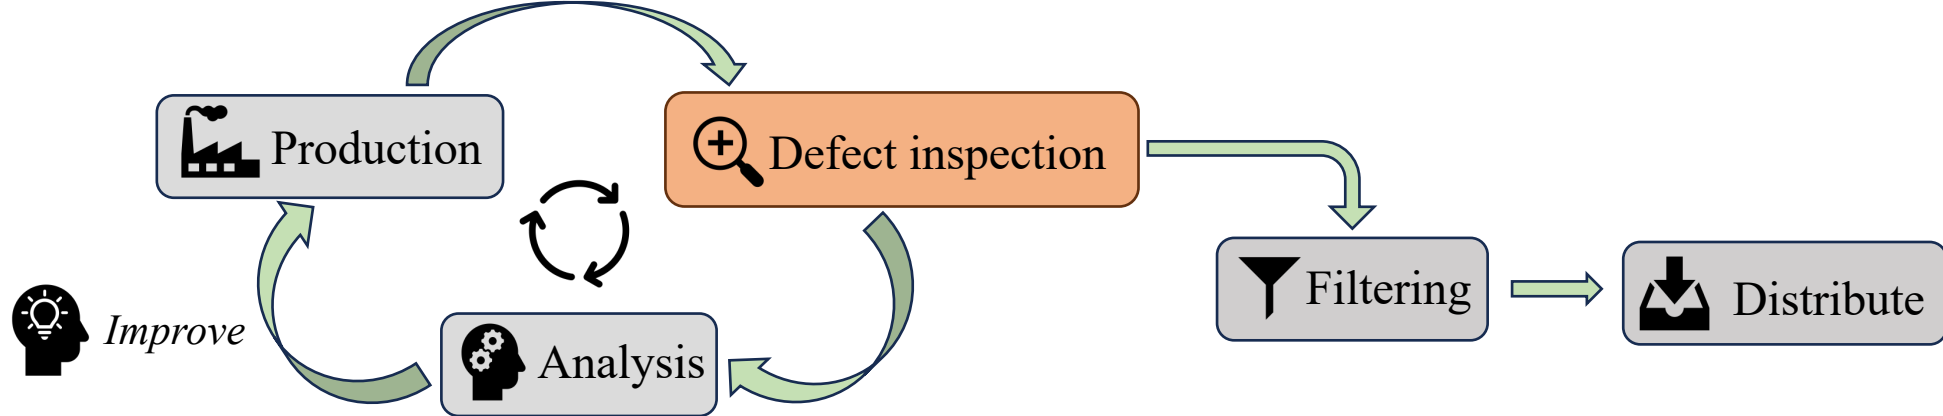 Production
Defect inspection
Filtering
Distribute
Improve
Analysis